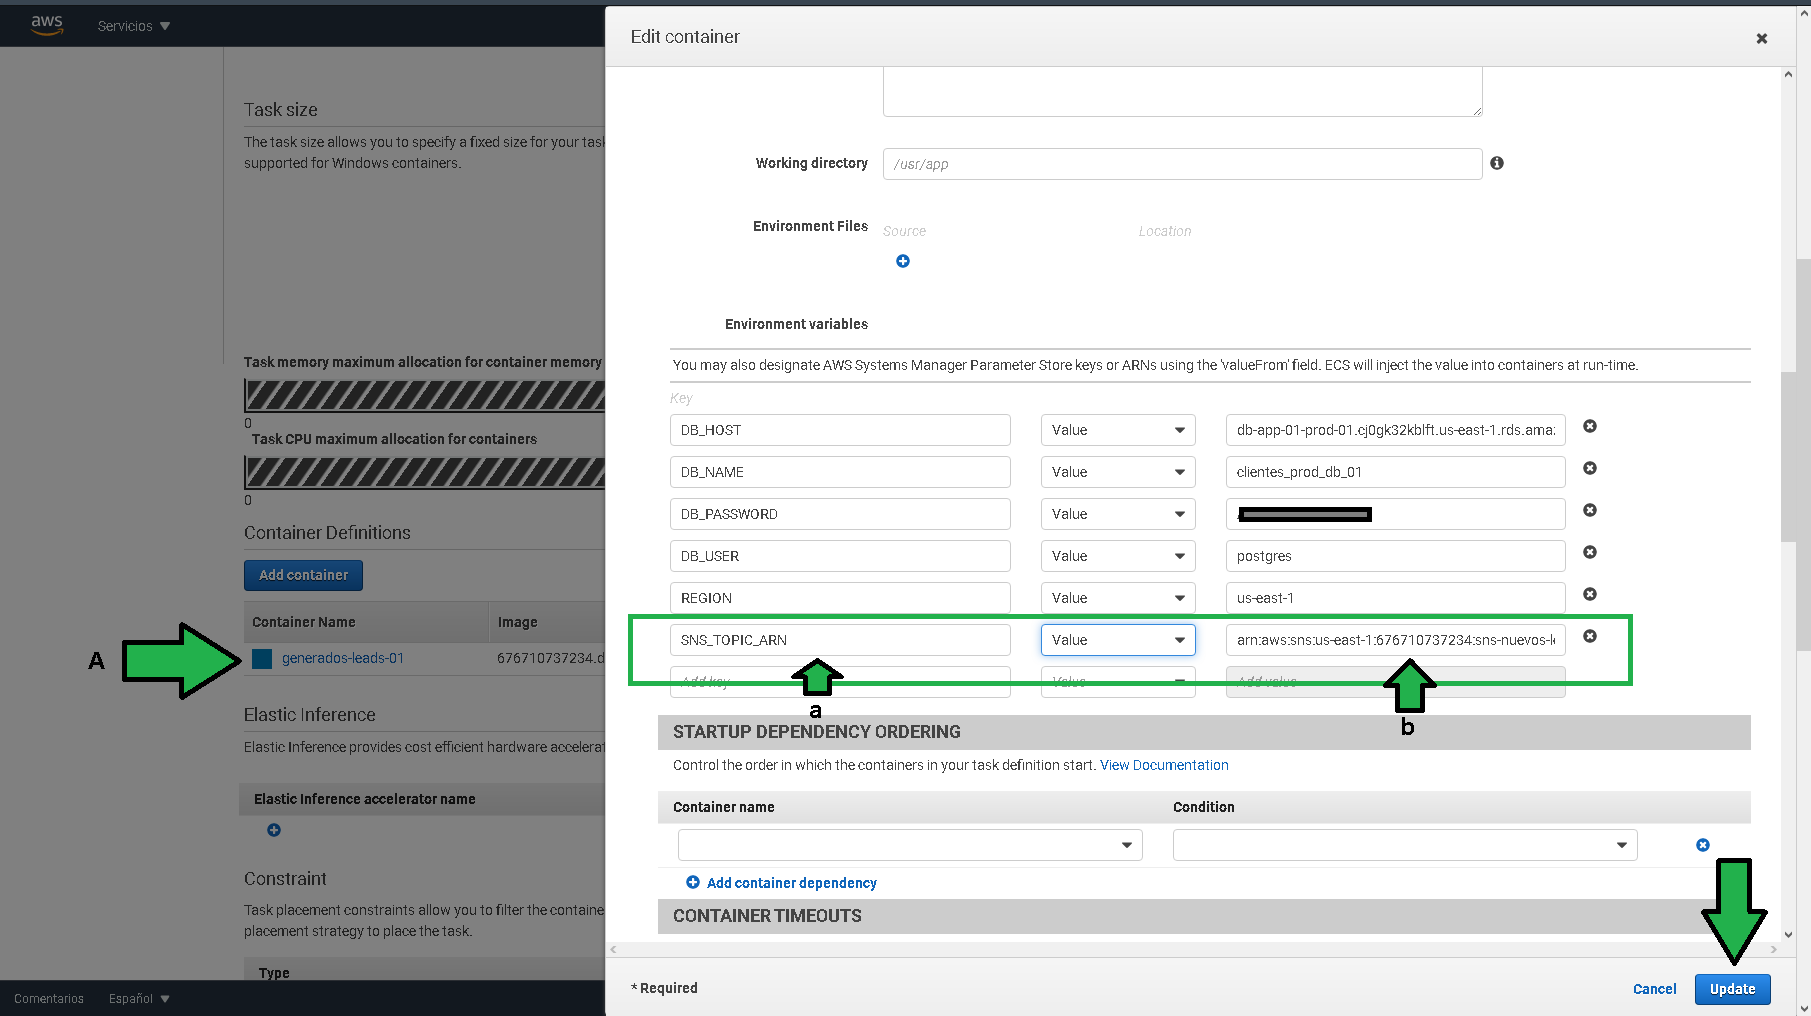 aws
Servicios
Edit container
Task size
The task size allows you to specify a fixed size for your tas
supported for Windows containers.
Working directory
/usr/app
Environment Files
Source
Location
Environment variables
You may also designate AWS Systems Manager Parameter Store keys or ARNs using the 'valueFrom' field. ECS will inject the value into containers at run-time.
Key
DB_HOST Value db-app-01-prod-01.cj0gk32kblft.us-east-1.rds.ama
DB_NAME Value clientes_prod_db_01
DB_PASSWORD Value
DB_USER Value postgres
REGION Value us-east-1
SNS_TOPIC_ARN Value arn:aws:sns:us-east-1:676710737234:sns-nuevos-le
Add key Value Add value
a
b
Task memory maximum allocation for container memory
0
Task CPU maximum allocation for containers
0
Container Definitions
Add container
Container Name Image
A
generados-leads-01 676710737234.d
Elastic Inference
Elastic Inference provides cost efficient hardware accelera
Elastic Inference accelerator name
Constraint
Task placement constraints allow you to filter the containe
placement strategy to place the task.
Type
STARTUP DEPENDENCY ORDERING
Control the order in which the containers in your task definition start. View Documentation
Container name Condition
Add container dependency
CONTAINER TIMEOUTS
* Required
Cancel
Update
Comentarios
Español